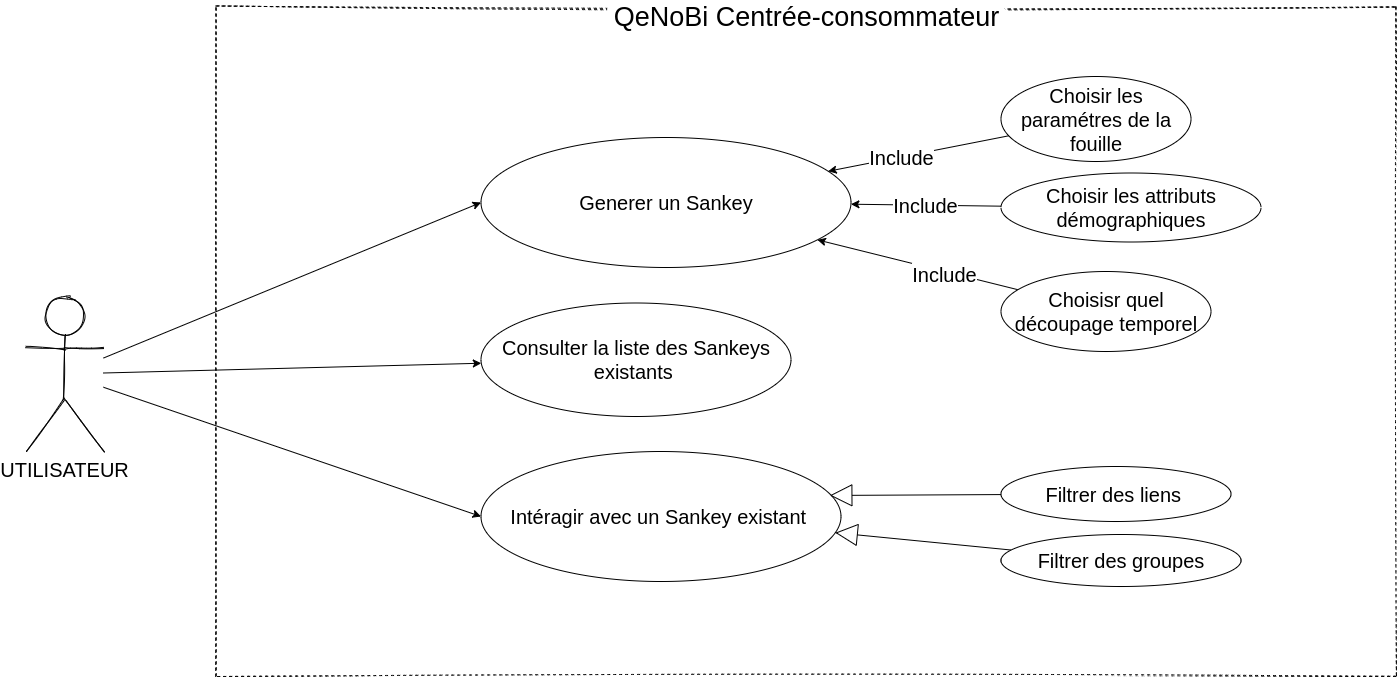 QeNoBi Centrée-consommateur
Choisir les
paramétres de la
fouille
Include
Generer un Sankey
Choisir les attributs
démographiques
Include
Include
Choisisr quel
découpage temporel
Consulter la liste des Sankeys
existants
UTILISATEUR
Intéragir avec un Sankey existant
Filtrer des liens
Filtrer des groupes